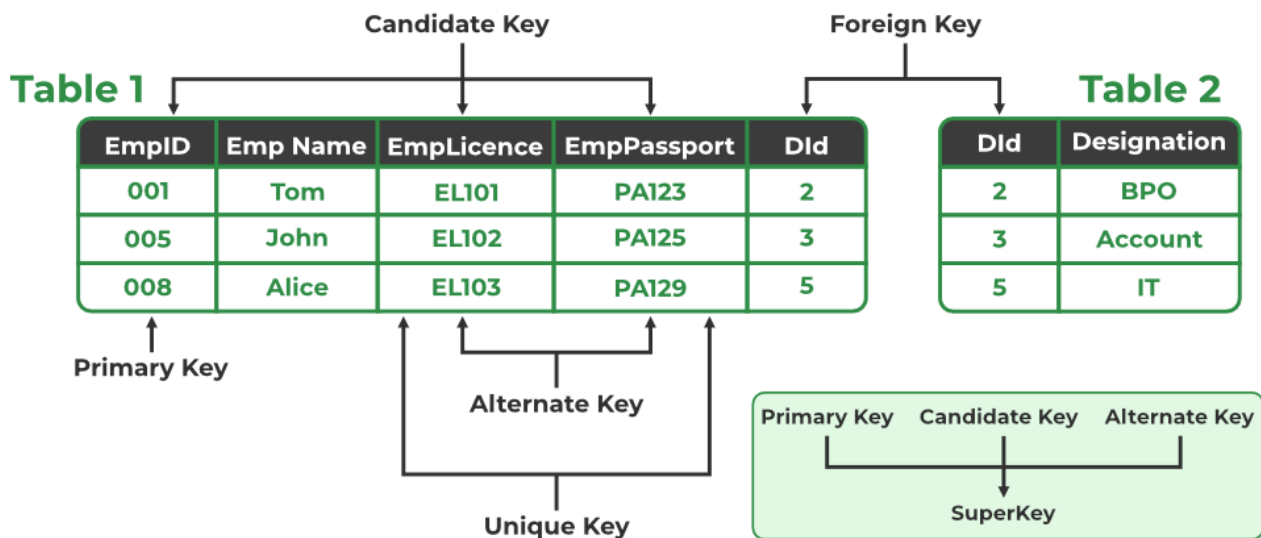 Candidate Key Foreign Key
Table 1 Table 2
EmpID Emp Name EmpLicence EmpPassport DId DId Designation
001 Tom EL101 PA123 2 2 BPO
005 John EL102 PA125 3 3 Account
008 Alice EL103 PA129 5 5 IT
Primary Key
Alternate Key
Primary Key Candidate Key Alternate Key
SuperKey
Unique Key